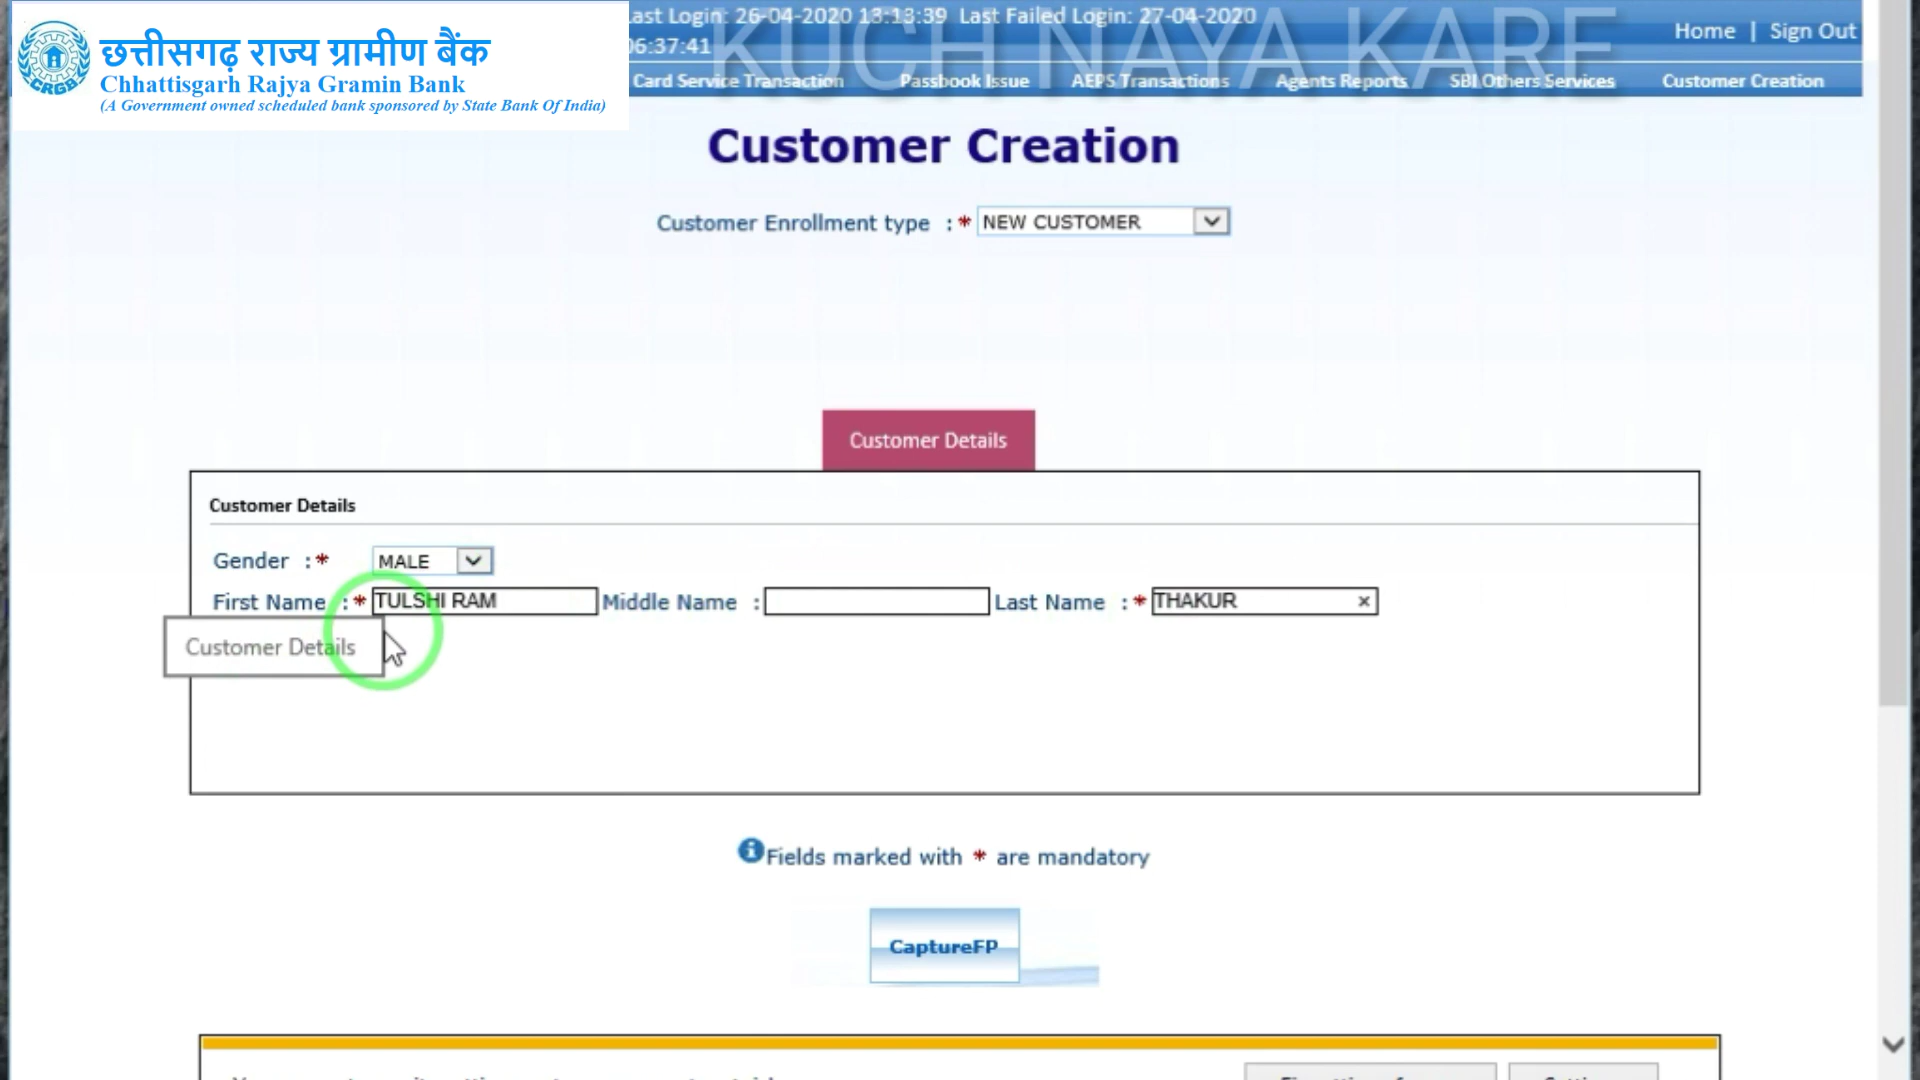 छत्तीसगढ़ राज्य ग्रामीण बैंक
Chhattisgarh Rajya Gramin Bank
(A Government owned scheduled bank sponsored by State Bank Of India)
CRGB
Last Login: 26-04-2020 13:13:39 Last Failed Login: 27-04-2020
06:37:41
KUCH NAYA KARE
Home | Sign Out
Card Service Transaction Passbook Issue AEPS Transactions Agents Reports SBI Others Services Customer Creation
Customer Creation
Customer Enrollment type :* NEW CUSTOMER
Customer Details
Customer Details
Gender :* MALE
First Name :* TULSHI RAM Middle Name : Last Name :* THAKUR ×
Customer Details
Fields marked with * are mandatory
CaptureFP